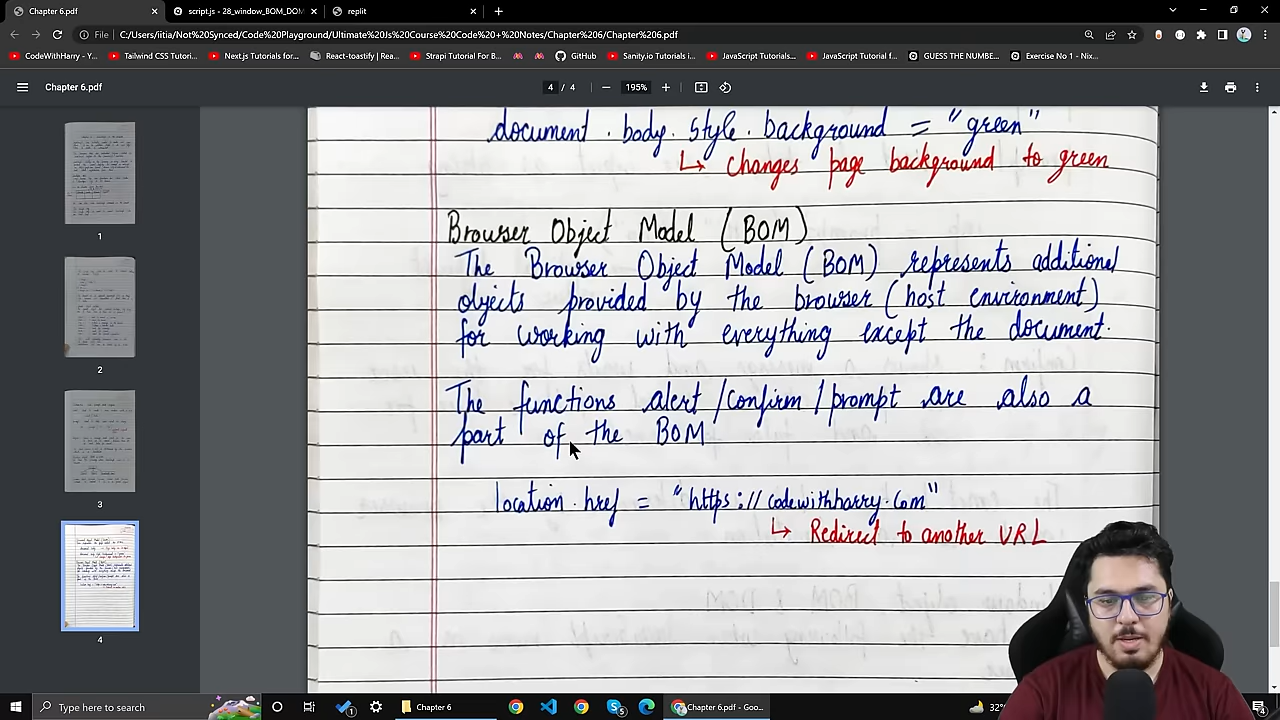 Chapter 6.pdf
script.js - 28_window_BOM_DOM
replit
File
C:/Users/iitia/Not%20Synced/Code%20Playground/Ultimate%20Js%20Course%20Code%20+%20Notes/Chapter%206/Chapter%206.pdf
CodeWithHarry - Y...
Tailwind CSS Tutori...
Next.js Tutorials for...
React-toastify | Rea...
Strapi Tutorial For B...
GitHub
Sanity.io Tutorials i...
JavaScript Tutorials...
JavaScript Tutorial f...
GUESS THE NUMBE...
Exercise No 1 - Nix...
Chapter 6.pdf
4 / 4
195%
document . body . style . background = "green"
↳ Changes page background to green
Browser Object Model (BOM)
The Browser Object Model (BOM) represents additional
objects provided by the browser (host environment)
for working with everything except the document.
The functions alert/confirm/prompt are also a
part of the BOM
location.href = "https://codewithharry.com"
↳ Redirect to another URL
1
2
3
4
Type here to search
Chapter 6
Chapter 6.pdf - Goo...